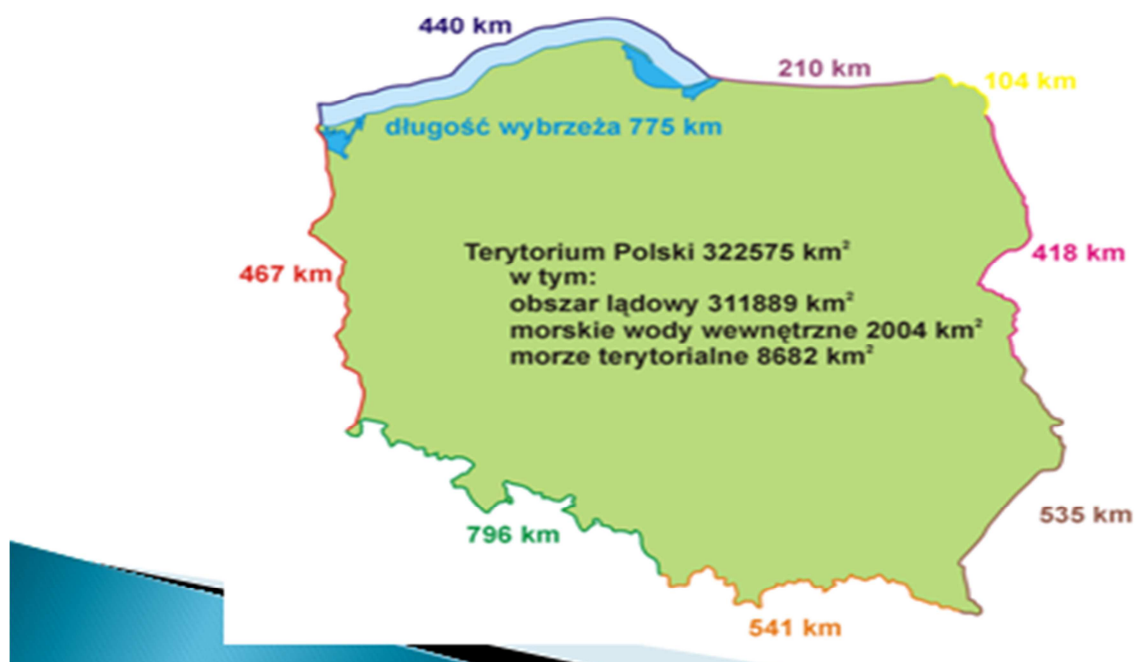 440 km
210 km
104 km
długość wybrzeża 775 km
Terytorium Polski 322575 km²
467 km
418 km
w tym:
obszar lądowy 311889 km²
morskie wody wewnętrzne 2004 km²
morze terytorialne 8682 km²
535 km
796 km
541 km